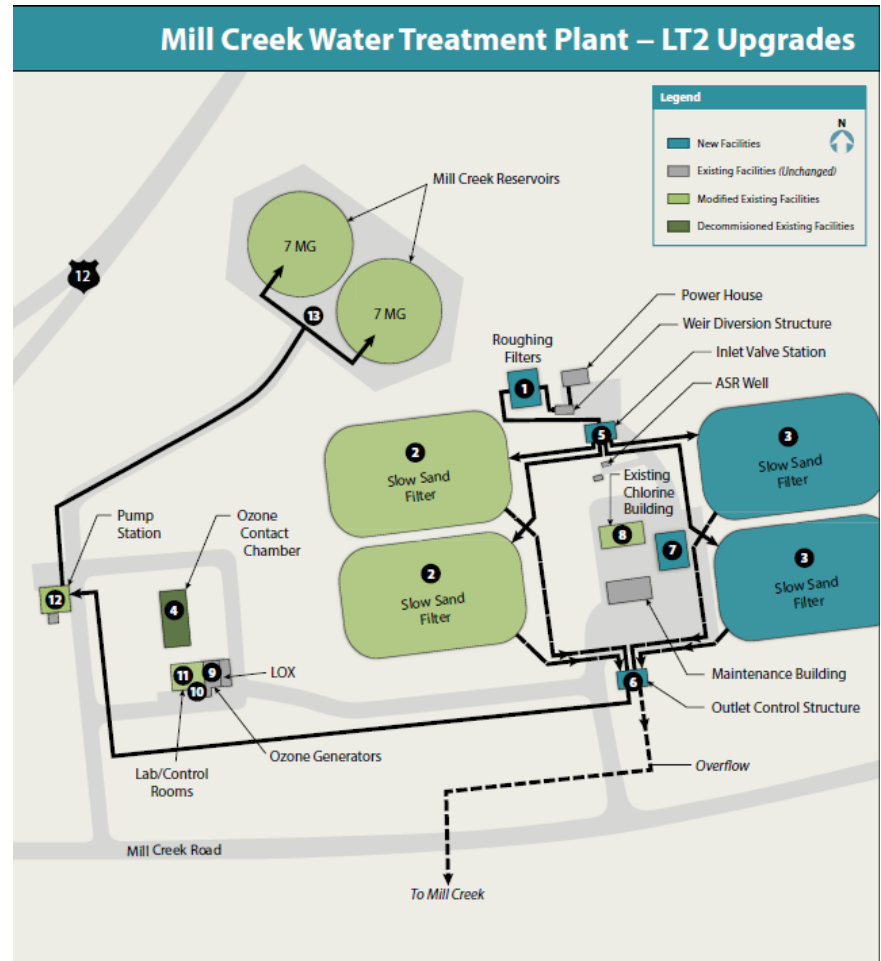 Mill Creek Water Treatment Plant – LT2 Upgrades
Legend
N
New Facilities
Existing Facilities (Unchanged)
Modified Existing Facilities
Decommisioned Existing Facilities
Mill Creek Reservoirs
7 MG
12
7 MG
13
Power House
Weir Diversion Structure
Roughing
Filters
Inlet Valve Station
1
ASR Well
5
2
Slow Sand
Filter
3
Slow Sand
Filter
Existing
Chlorine
Building
8
7
Pump
Station
Ozone
Contact
Chamber
2
Slow Sand
Filter
3
Slow Sand
Filter
12
4
11
9
10
LOX
Maintenance Building
6
Outlet Control Structure
Ozone Generators
Lab/Control
Rooms
Overflow
Mill Creek Road
To Mill Creek